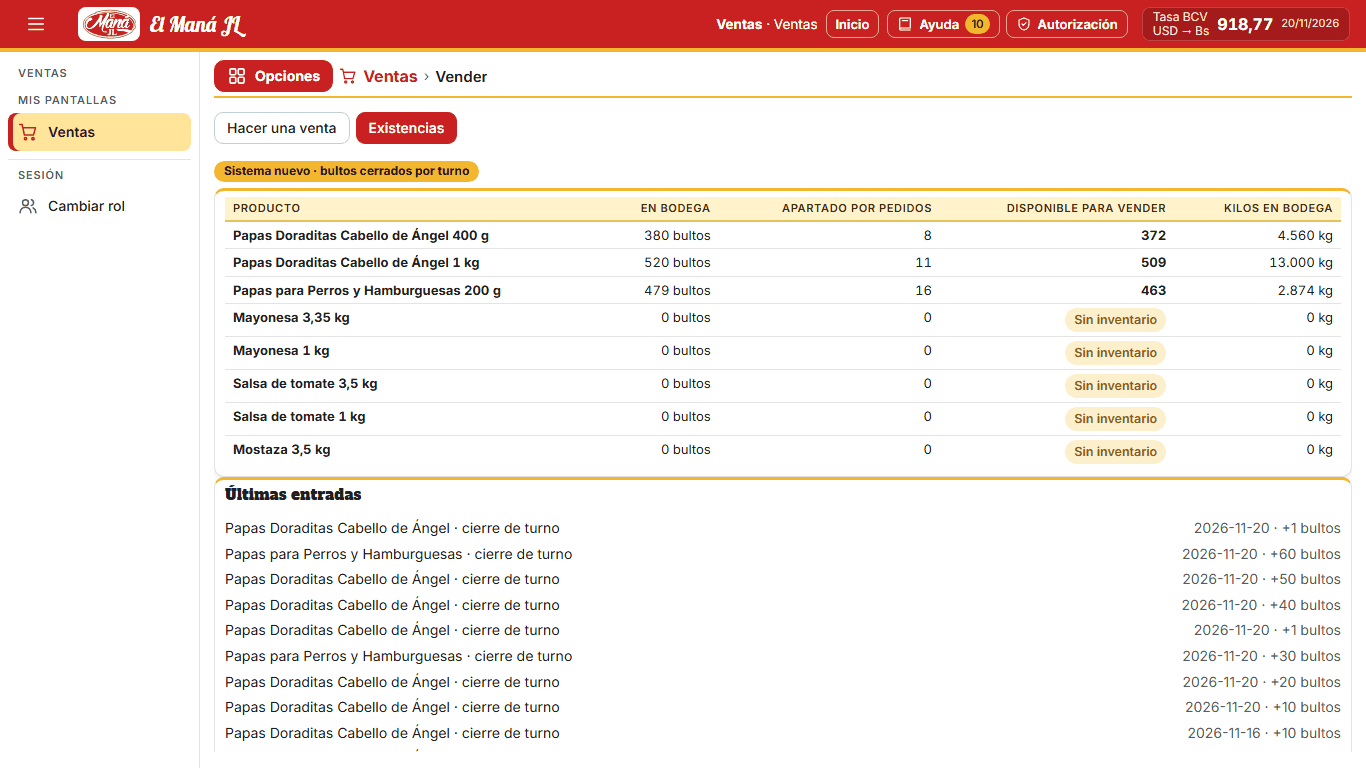 El Maná JL
Ventas · Ventas
Inicio
Ayuda 10
Autorización
Tasa BCV
USD → Bs
918,77
20/11/2026
VENTAS
MIS PANTALLAS
Ventas
SESIÓN
Cambiar rol
Opciones
Ventas › Vender
Hacer una venta
Existencias
Sistema nuevo · bultos cerrados por turno
PRODUCTO EN BODEGA APARTADO POR PEDIDOS DISPONIBLE PARA VENDER KILOS EN BODEGA
Papas Doraditas Cabello de Ángel 400 g 380 bultos 8 372 4.560 kg
Papas Doraditas Cabello de Ángel 1 kg 520 bultos 11 509 13.000 kg
Papas para Perros y Hamburguesas 200 g 479 bultos 16 463 2.874 kg
Mayonesa 3,35 kg 0 bultos 0 Sin inventario 0 kg
Mayonesa 1 kg 0 bultos 0 Sin inventario 0 kg
Salsa de tomate 3,5 kg 0 bultos 0 Sin inventario 0 kg
Salsa de tomate 1 kg 0 bultos 0 Sin inventario 0 kg
Mostaza 3,5 kg 0 bultos 0 Sin inventario 0 kg
Últimas entradas
Papas Doraditas Cabello de Ángel · cierre de turno 2026-11-20 · +1 bultos
Papas para Perros y Hamburguesas · cierre de turno 2026-11-20 · +60 bultos
Papas Doraditas Cabello de Ángel · cierre de turno 2026-11-20 · +50 bultos
Papas Doraditas Cabello de Ángel · cierre de turno 2026-11-20 · +40 bultos
Papas Doraditas Cabello de Ángel · cierre de turno 2026-11-20 · +1 bultos
Papas para Perros y Hamburguesas · cierre de turno 2026-11-20 · +30 bultos
Papas Doraditas Cabello de Ángel · cierre de turno 2026-11-20 · +20 bultos
Papas Doraditas Cabello de Ángel · cierre de turno 2026-11-20 · +10 bultos
Papas Doraditas Cabello de Ángel · cierre de turno 2026-11-16 · +10 bultos